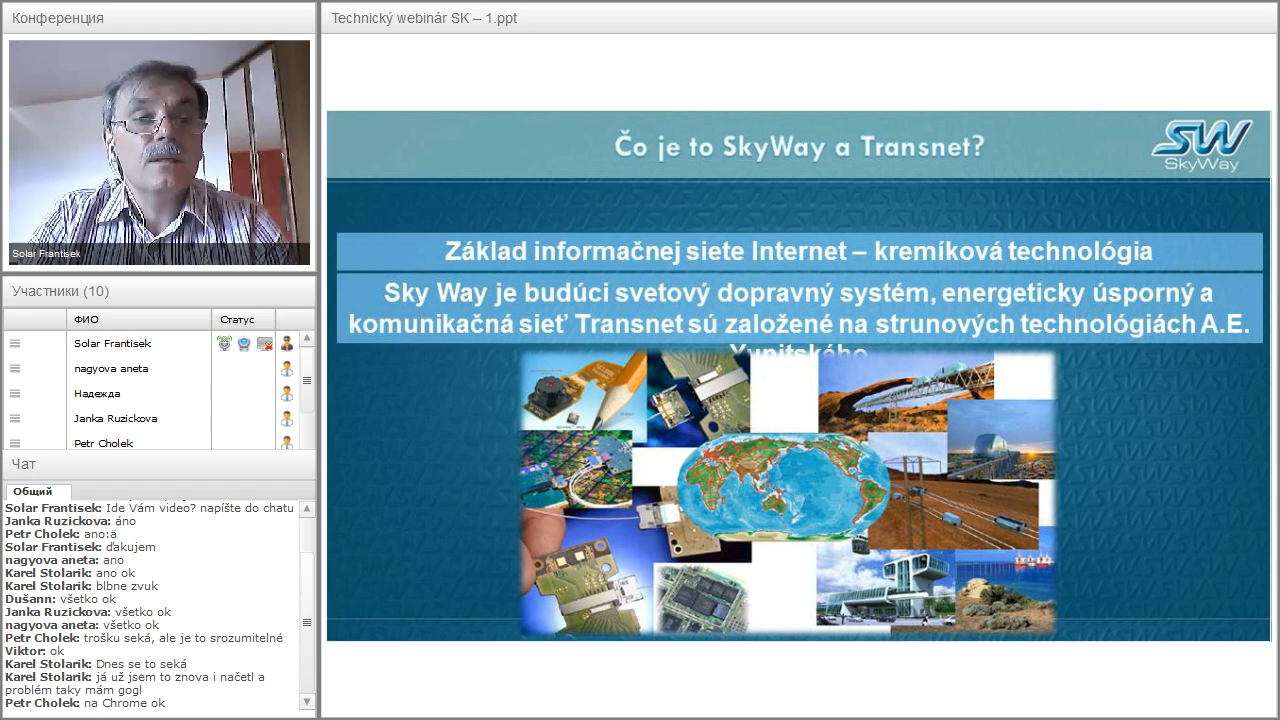 Конференция
Solar Frantisek
Участники (10)
ФИО
Статус
Solar Frantisek
nagyova aneta
Надежда
Janka Ruzickova
Petr Cholek
Чат
Общий
Solar Frantisek: Ide Vám video? napíšte do chatu
Janka Ruzickova: áno
Petr Cholek: ano:ä
Solar Frantisek: ďakujem
nagyova aneta: ano
Karel Stolarik: ano ok
Karel Stolarik: blbne zvuk
Dušann: všetko ok
Janka Ruzickova: všetko ok
nagyova aneta: všetko ok
Petr Cholek: trošku seká, ale je to srozumitelné
Viktor: ok
Karel Stolarik: Dnes se to seká
Karel Stolarik: já už jsem to znova i načetl a
problém taky mám gogl
Petr Cholek: na Chrome ok
Technický webinár SK – 1.ppt
Čo je to SkyWay a Transnet?
SW
SkyWay
Základ informačnej siete Internet – kremíková technológia
Sky Way je budúci svetový dopravný systém, energeticky úsporný a
komunikačná sieť Transnet sú založené na strunových technológiách A.E.
Yunitského